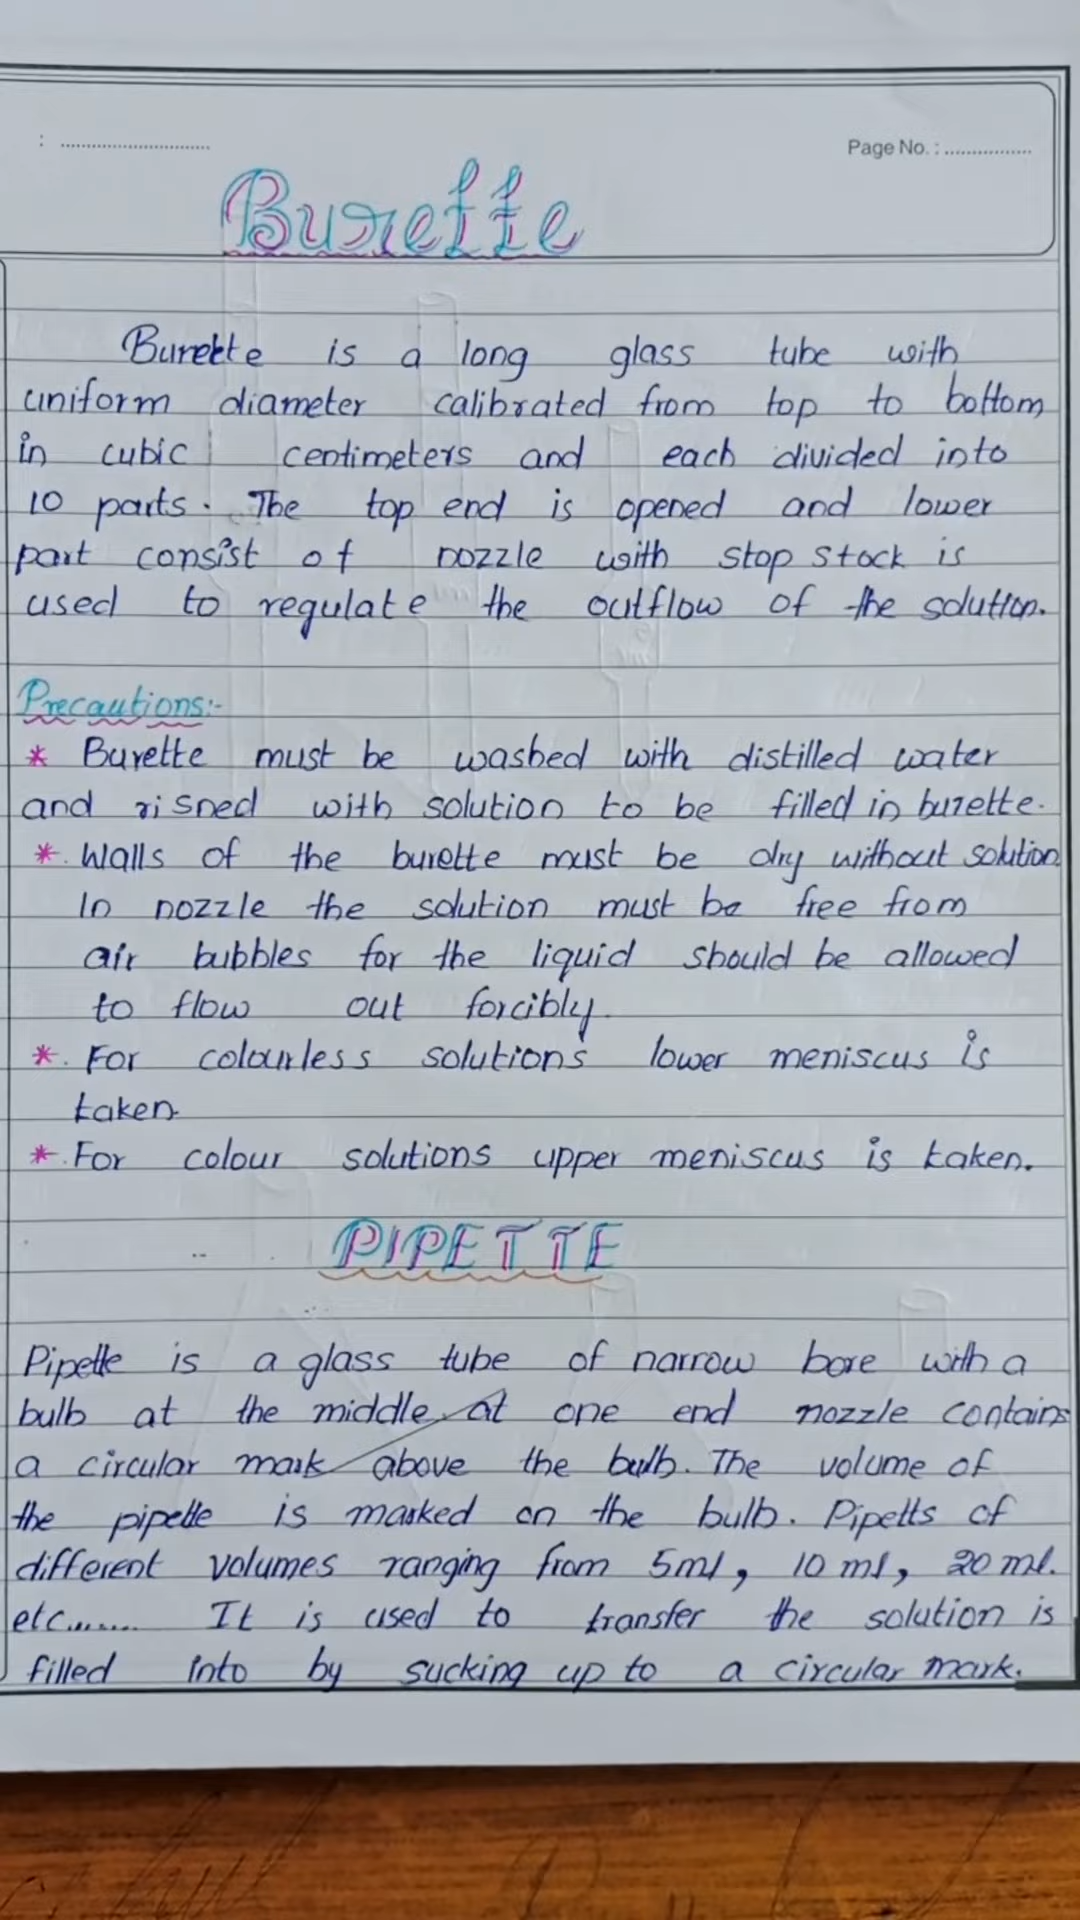 : ............................
Page No. : ................
Burette
Burette is a long glass tube with
uniform diameter calibrated from top to bottom
in cubic centimeters and each divided into
10 parts. The top end is opened and lower
part consist of nozzle with stop stock is
used to regulate the outflow of the solution.
Precautions:-
* Burette must be washed with distilled water
and risned with solution to be filled in burette.
*. Walls of the burette must be dry without solution
In nozzle the solution must be free from
air bubbles for the liquid should be allowed
to flow out forcibly.
*. For colourless solutions lower meniscus is
taken.
*. For colour solutions upper meniscus is taken.
PIPETTE
Pipette is a glass tube of narrow bore with a
bulb at the middle at one end nozzle contains
a circular mark above the bulb. The volume of
the pipette is marked on the bulb. Pipetts of
different volumes ranging from 5ml, 10 ml, 20 ml.
etc....... It is used to transfer the solution is
filled into by sucking up to a circular mark.